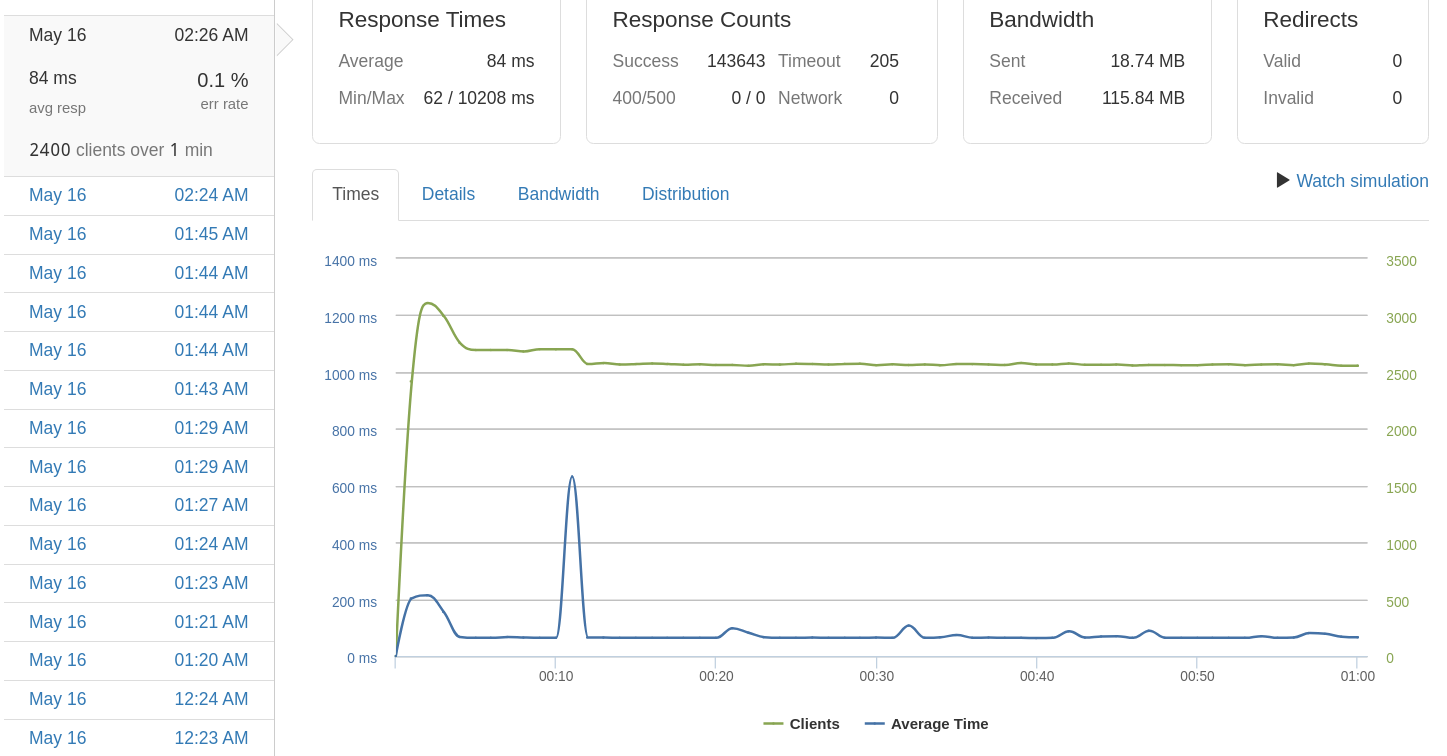 May 16 02:26 AM
84 ms 0.1 %
avg resp err rate
2400 clients over 1 min
May 16 02:24 AM
May 16 01:45 AM
May 16 01:44 AM
May 16 01:44 AM
May 16 01:44 AM
May 16 01:43 AM
May 16 01:29 AM
May 16 01:29 AM
May 16 01:27 AM
May 16 01:24 AM
May 16 01:23 AM
May 16 01:21 AM
May 16 01:20 AM
May 16 12:24 AM
May 16 12:23 AM
Response Times
Average 84 ms
Min/Max 62 / 10208 ms
Response Counts
Success 143643 Timeout 205
400/500 0 / 0 Network 0
Bandwidth
Sent 18.74 MB
Received 115.84 MB
Redirects
Valid 0
Invalid 0
Times Details Bandwidth Distribution Watch simulation
1400 ms 3500
1200 ms 3000
1000 ms 2500
800 ms 2000
600 ms 1500
400 ms 1000
200 ms 500
0 ms 0
00:10 00:20 00:30 00:40 00:50 01:00
Clients Average Time